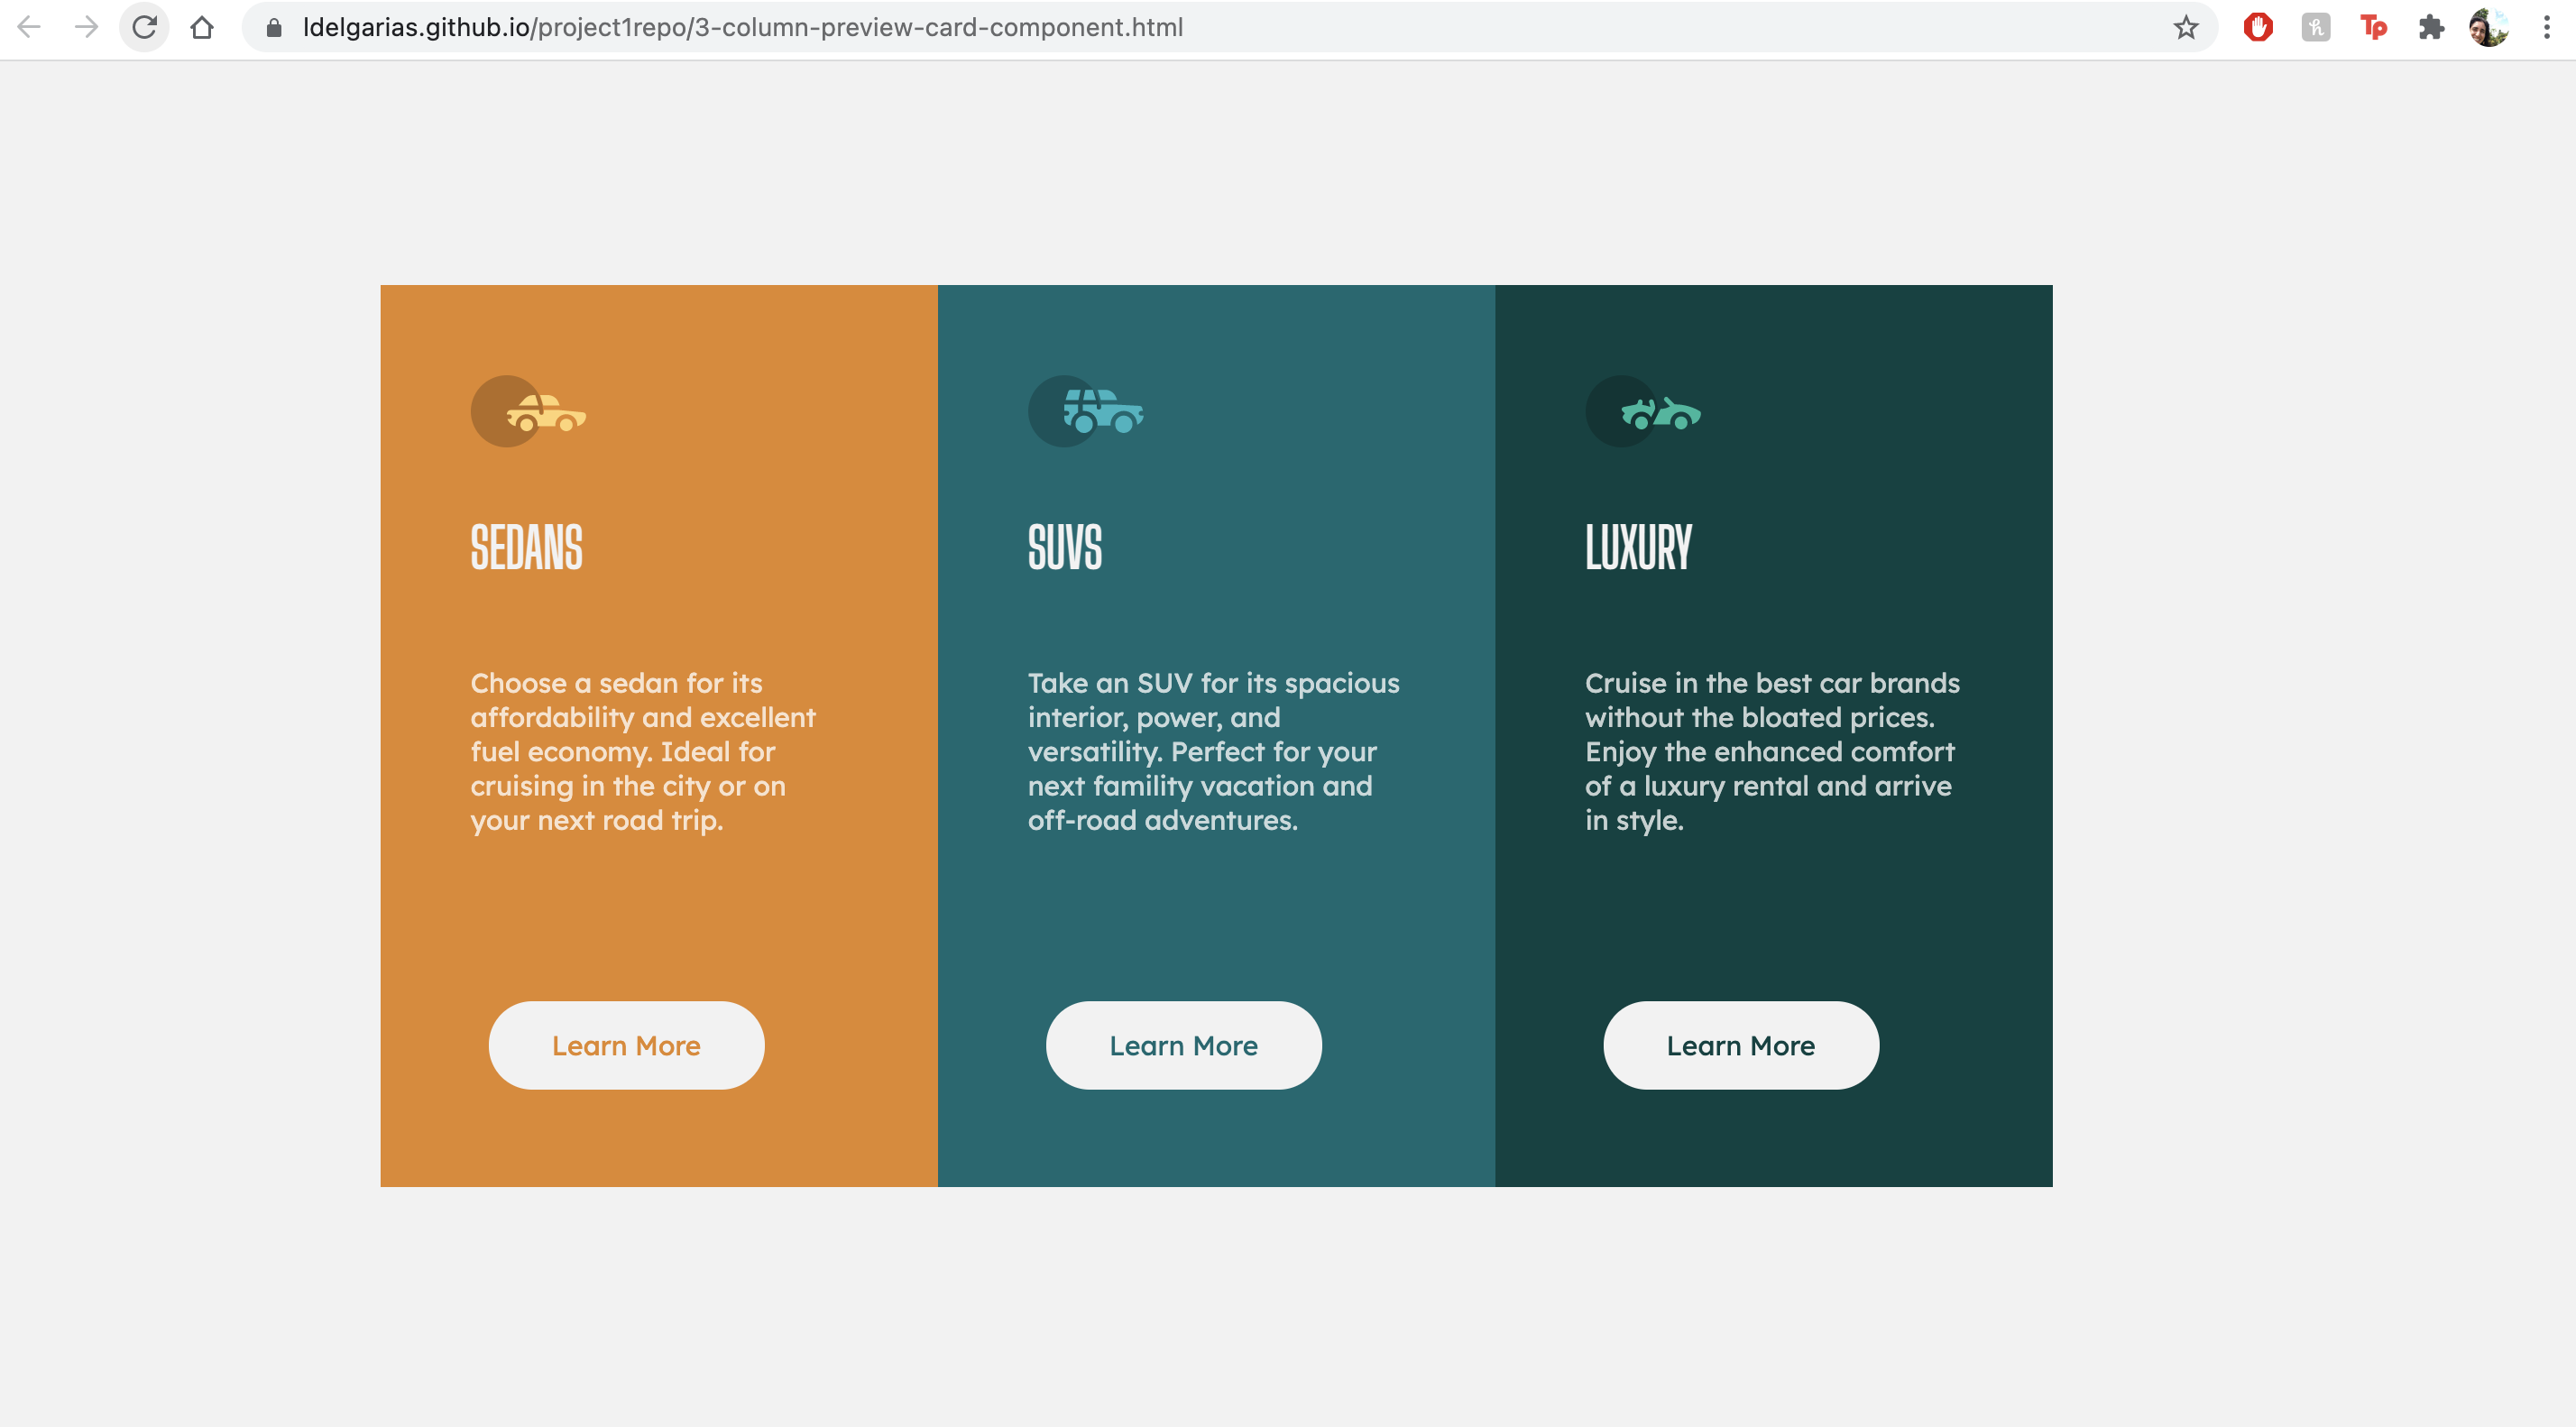 ldelgarias.github.io/project1repo/3-column-preview-card-component.html
h
Tp
SEDANS
Choose a sedan for its
affordability and excellent
fuel economy. Ideal for
cruising in the city or on
your next road trip.
Learn More
SUVS
Take an SUV for its spacious
interior, power, and
versatility. Perfect for your
next famility vacation and
off-road adventures.
Learn More
LUXURY
Cruise in the best car brands
without the bloated prices.
Enjoy the enhanced comfort
of a luxury rental and arrive
in style.
Learn More